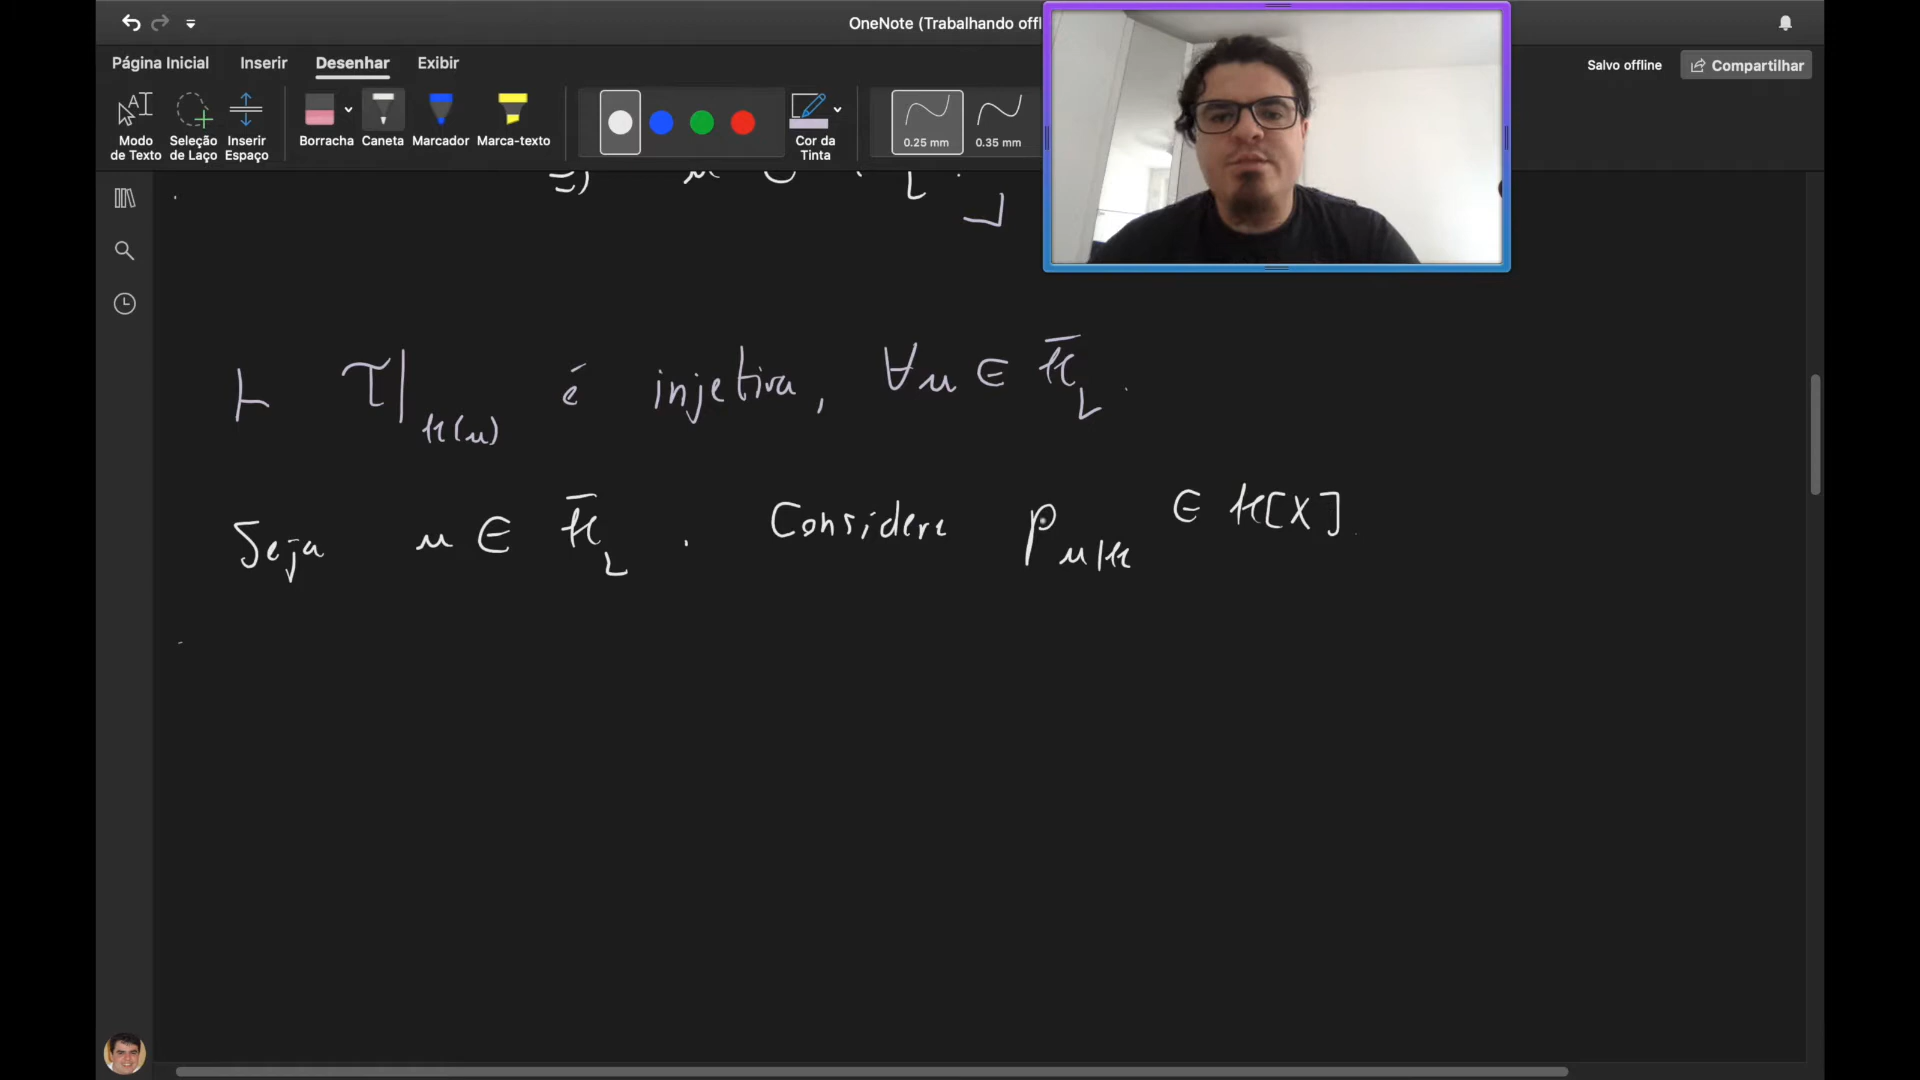 OneNote (Trabalhando offl
Página Inicial Inserir Desenhar Exibir
Salvo offline Compartilhar
Modo de Texto Seleção de Laço Inserir Espaço Borracha Caneta Marcador Marca-texto Cor da Tinta 0.25 mm 0.35 mm
⊢ τ|_{k(u)} é injetiva, ∀u ∈ k̄_L.
Seja u ∈ k̄_L. Considere p_{u|k} ∈ k[X].